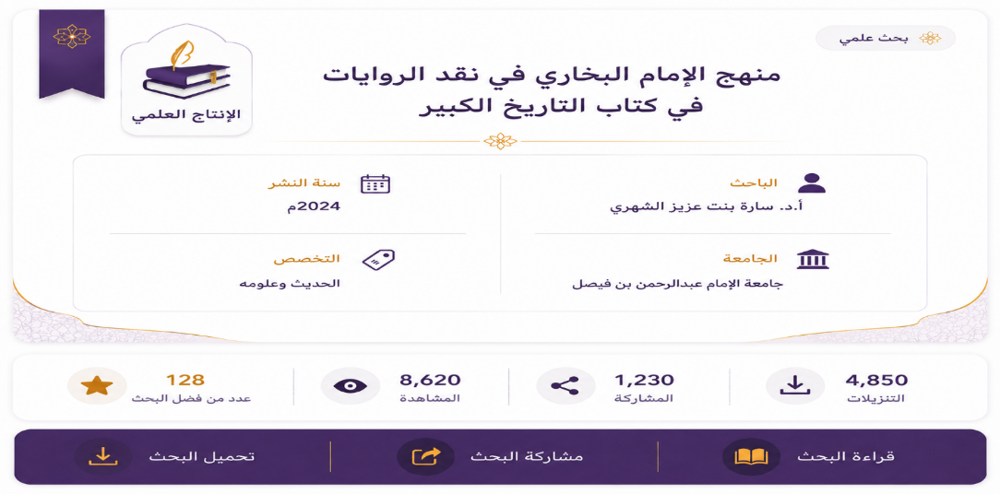 بحث علمي
منهج الإمام البخاري في نقد الروايات
في كتاب التاريخ الكبير
الإنتاج العلمي
الباحث
أ.د. سارة بنت عزيز الشهري
سنة النشر
2024م
الجامعة
جامعة الإمام عبدالرحمن بن فيصل
التخصص
الحديث وعلومه
4,850
التنزيلات
1,230
المشاركة
8,620
المشاهدة
128
عدد من فضل البحث
قراءة البحث
مشاركة البحث
تحميل البحث